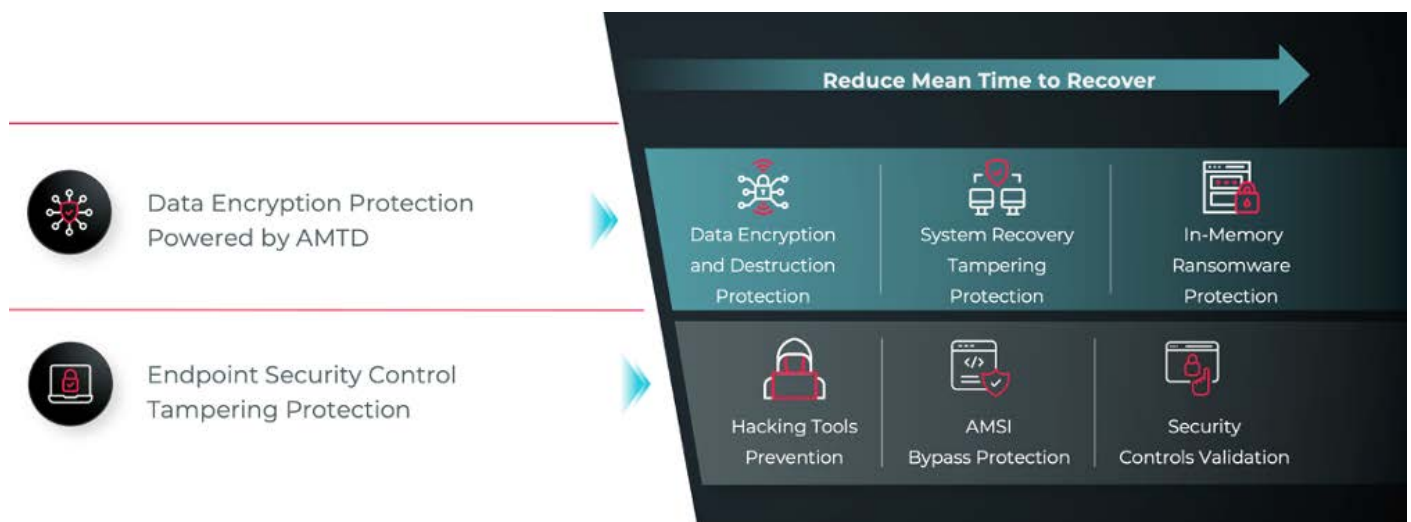 Reduce Mean Time to Recover
Data Encryption Protection
Powered by AMTD
Data Encryption
and Destruction
Protection
System Recovery
Tampering
Protection
In-Memory
Ransomware
Protection
Endpoint Security Control
Tampering Protection
Hacking Tools
Prevention
AMSI
Bypass Protection
Security
Controls Validation